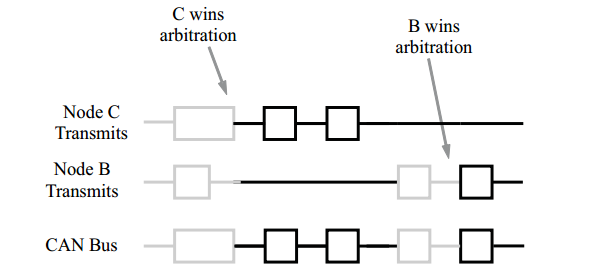 C wins
arbitration
B wins
arbitration
Node C
Transmits
Node B
Transmits
CAN Bus